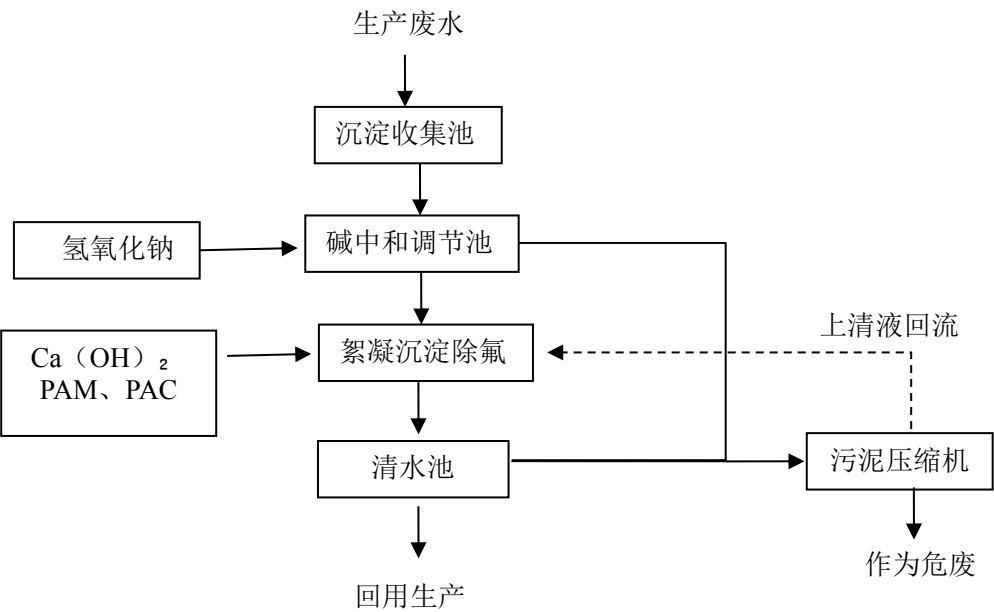 生产废水
沉淀收集池
氢氧化钠
碱中和调节池
上清液回流
Ca（OH）₂
PAM、PAC
絮凝沉淀除氟
清水池
污泥压缩机
作为危废
回用生产